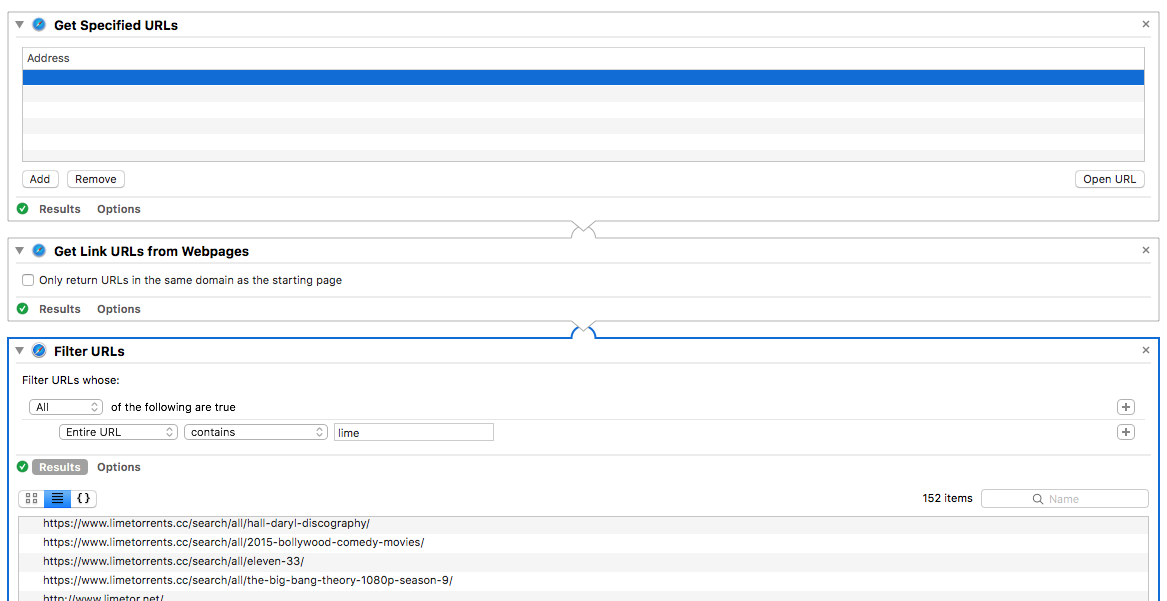 Get Specified URLs
Address
Add Remove Open URL
Results Options
Get Link URLs from Webpages
Only return URLs in the same domain as the starting page
Results Options
Filter URLs
Filter URLs whose:
All of the following are true
Entire URL contains lime
Results Options
152 items Name
https://www.limetorrents.cc/search/all/hall-daryl-discography/
https://www.limetorrents.cc/search/all/2015-bollywood-comedy-movies/
https://www.limetorrents.cc/search/all/eleven-33/
https://www.limetorrents.cc/search/all/the-big-bang-theory-1080p-season-9/
http://www.limetor.net/